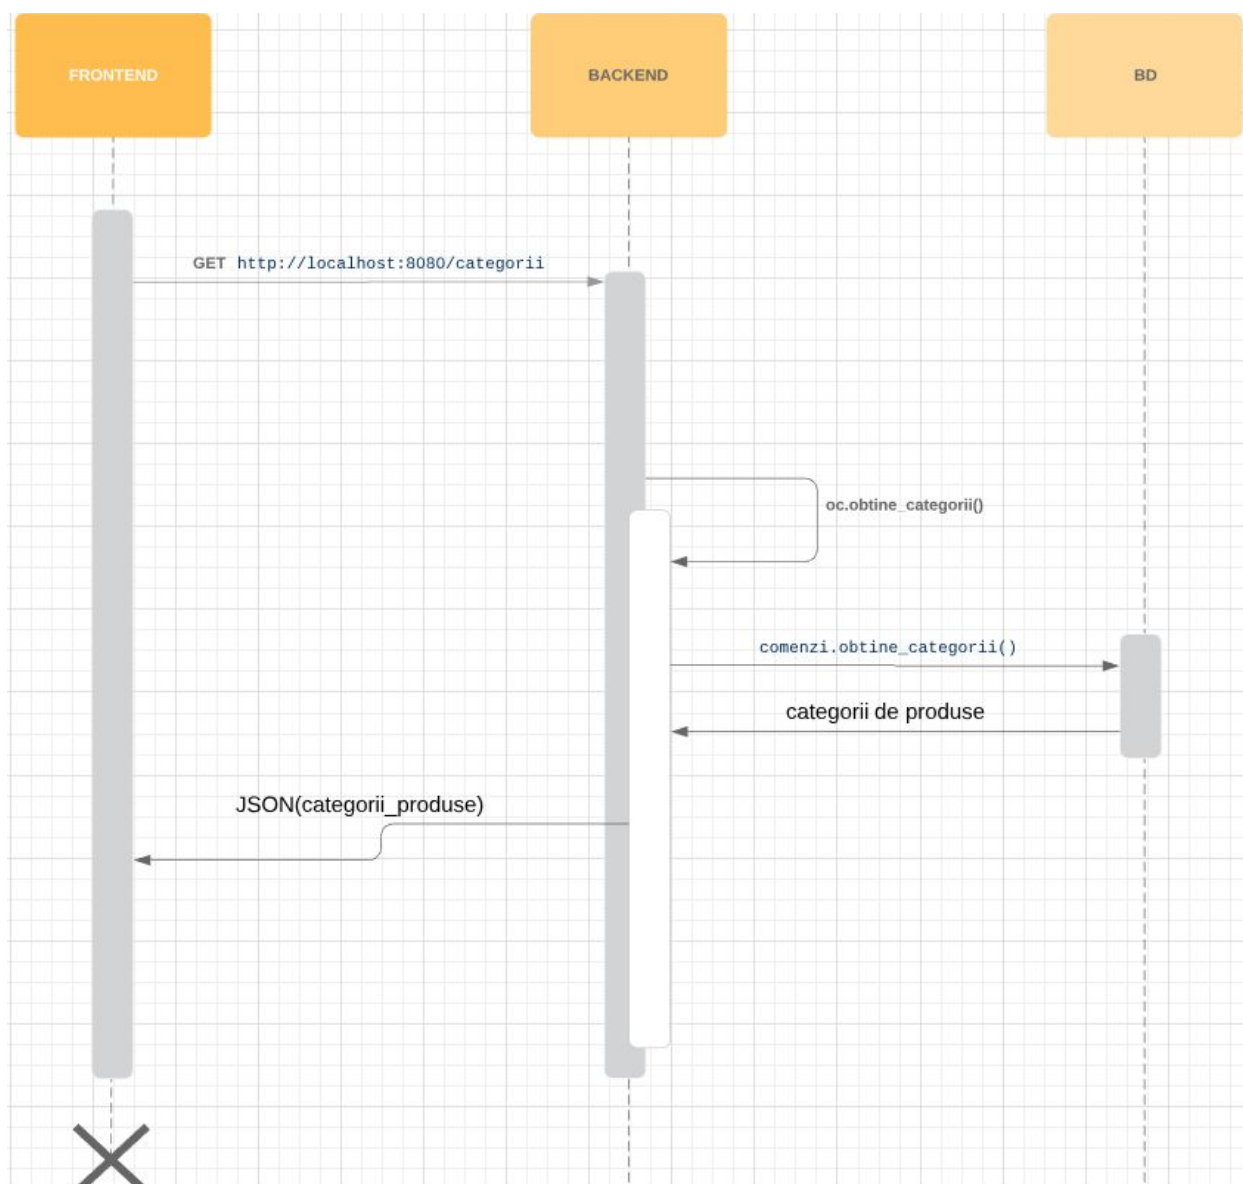 FRONTEND
BACKEND
BD
GET http://localhost:8080/categorii
oc.obtine_categorii()
comenzi.obtine_categorii()
categorii de produse
JSON(categorii_produse)